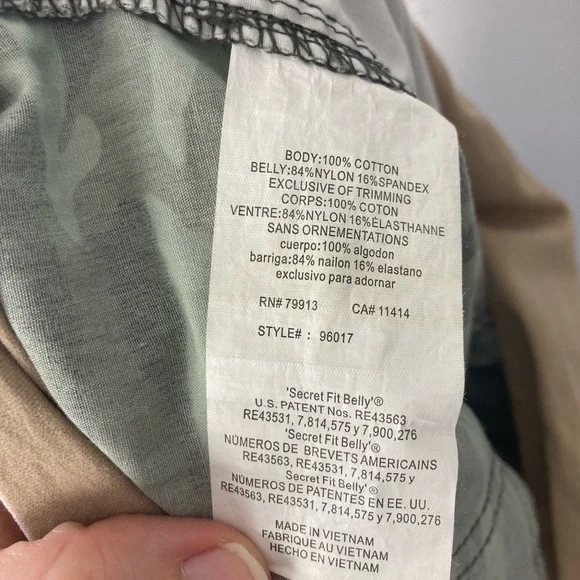 BODY:100% COTTON
BELLY:84%NYLON 16%SPANDEX
EXCLUSIVE OF TRIMMING
CORPS:100% COTON
VENTRE:84%NYLON 16%ÉLASTHANNE
SANS ORNEMENTATIONS
cuerpo:100% algodon
barriga:84% nailon 16% elastano
exclusivo para adornar
RN# 79913 CA# 11414
STYLE# : 96017
'Secret Fit Belly'®
U.S. PATENT Nos. RE43563
RE43531, 7,814,575 y 7,900,276
'Secret Fit Belly'®
NÚMEROS DE BREVETS AMERICAINS
RE43563, RE43531, 7,814,575 y
Secret Fit Belly'®
NÚMEROS DE PATENTES EN EE. UU.
RE43563, RE43531, 7,814,575 y 7,900,276
MADE IN VIETNAM
FABRIQUE AU VIETNAM
HECHO EN VIETNAM